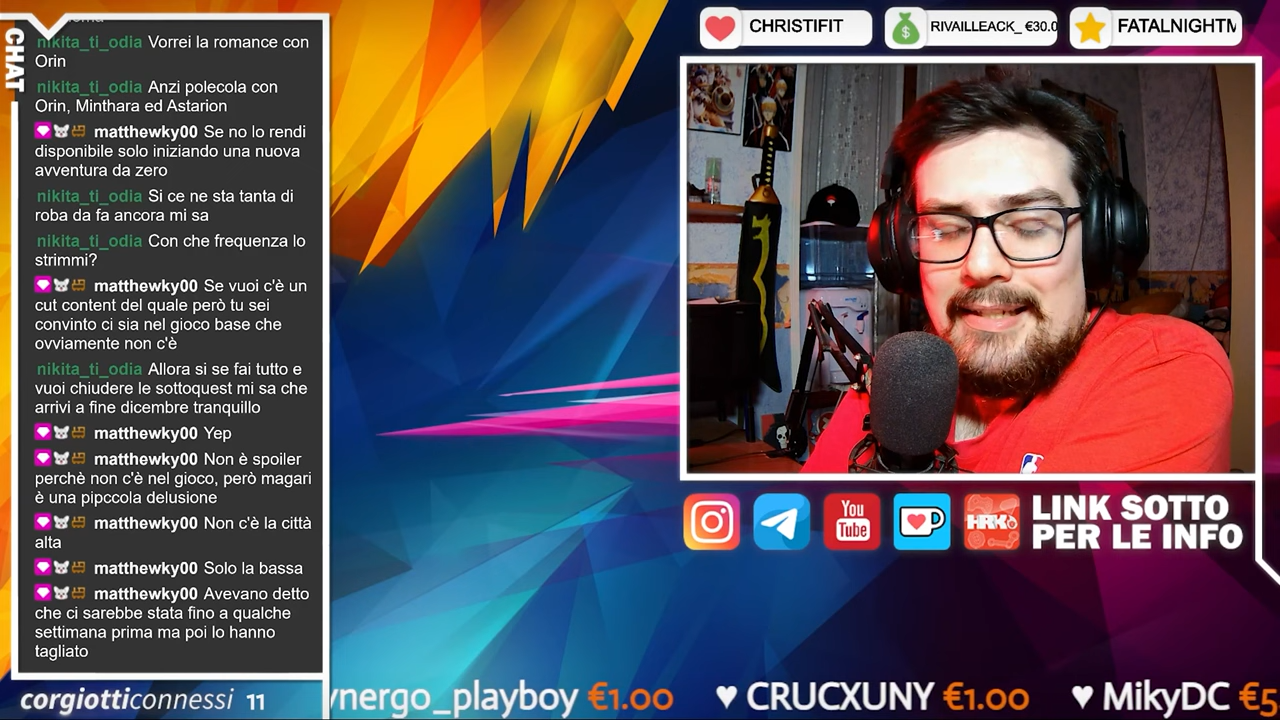 CHAT
nikita_ti_odia Vorrei la romance con
Orin
nikita_ti_odia Anzi polecola con
Orin, Minthara ed Astarion
matthewky00 Se no lo rendi
disponibile solo iniziando una nuova
avventura da zero
nikita_ti_odia Si ce ne sta tanta di
roba da fa ancora mi sa
nikita_ti_odia Con che frequenza lo
strimmi?
matthewky00 Se vuoi c'è un
cut content del quale però tu sei
convinto ci sia nel gioco base che
ovviamente non c'è
nikita_ti_odia Allora si se fai tutto e
vuoi chiudere le sottoquest mi sa che
arrivi a fine dicembre tranquillo
matthewky00 Yep
matthewky00 Non è spoiler
perchè non c'è nel gioco, però magari
è una pipccola delusione
matthewky00 Non c'è la città
alta
matthewky00 Solo la bassa
matthewky00 Avevano detto
che ci sarebbe stata fino a qualche
settimana prima ma poi lo hanno
tagliato
corgiotticonnessi 11
CHRISTIFIT
RIVAILLEACK_ €30.0
FATALNIGHTM
You
Tube
HRK
LINK SOTTO
PER LE INFO
ynergo_playboy €1.00 ♥ CRUCXUNY €1.00 ♥ MikyDC €5